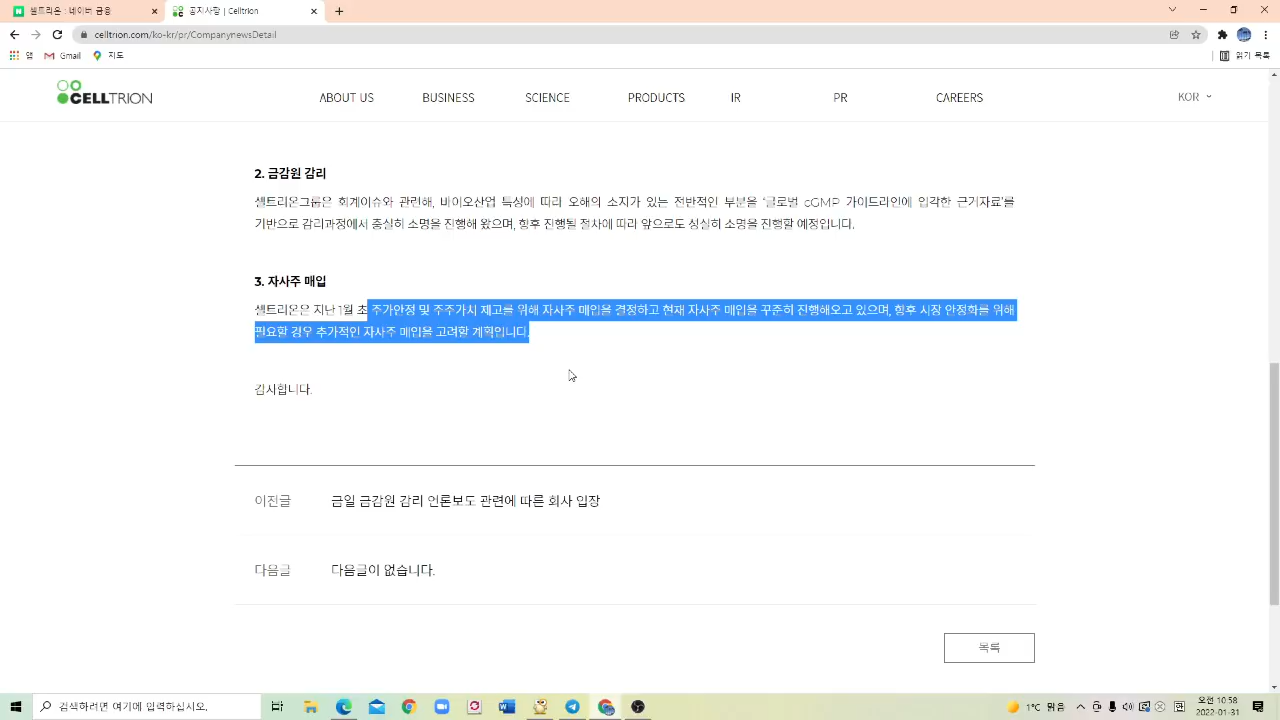 셀트리온 : 네이버 금융
공지사항 | Celltrion
celltrion.com/ko-kr/pr/CompanynewsDetail
앱
Gmail
지도
읽기 목록
CELLTRION
ABOUT US
BUSINESS
SCIENCE
PRODUCTS
IR
PR
CAREERS
KOR
2. 금감원 감리
셀트리온그룹은 회계이슈와 관련해, 바이오산업 특성에 따라 오해의 소지가 있는 전반적인 부분을 '글로벌 cGMP 가이드라인에 입각한 근거자료'를
기반으로 감리과정에서 충실히 소명을 진행해 왔으며, 향후 진행될 절차에 따라 앞으로도 성실히 소명을 진행할 예정입니다.
3. 자사주 매입
셀트리온은 지난 1월 초 주가안정 및 주주가치 제고를 위해 자사주 매입을 결정하고 현재 자사주 매입을 꾸준히 진행해오고 있으며, 향후 시장 안정화를 위해
필요할 경우 추가적인 자사주 매입을 고려할 계획입니다.
감사합니다.
이전글
금일 금감원 감리 언론보도 관련에 따른 회사 입장
다음글
다음글이 없습니다.
목록
검색하려면 여기에 입력하십시오.
1°C 맑음
오전 10:58
2022-01-31